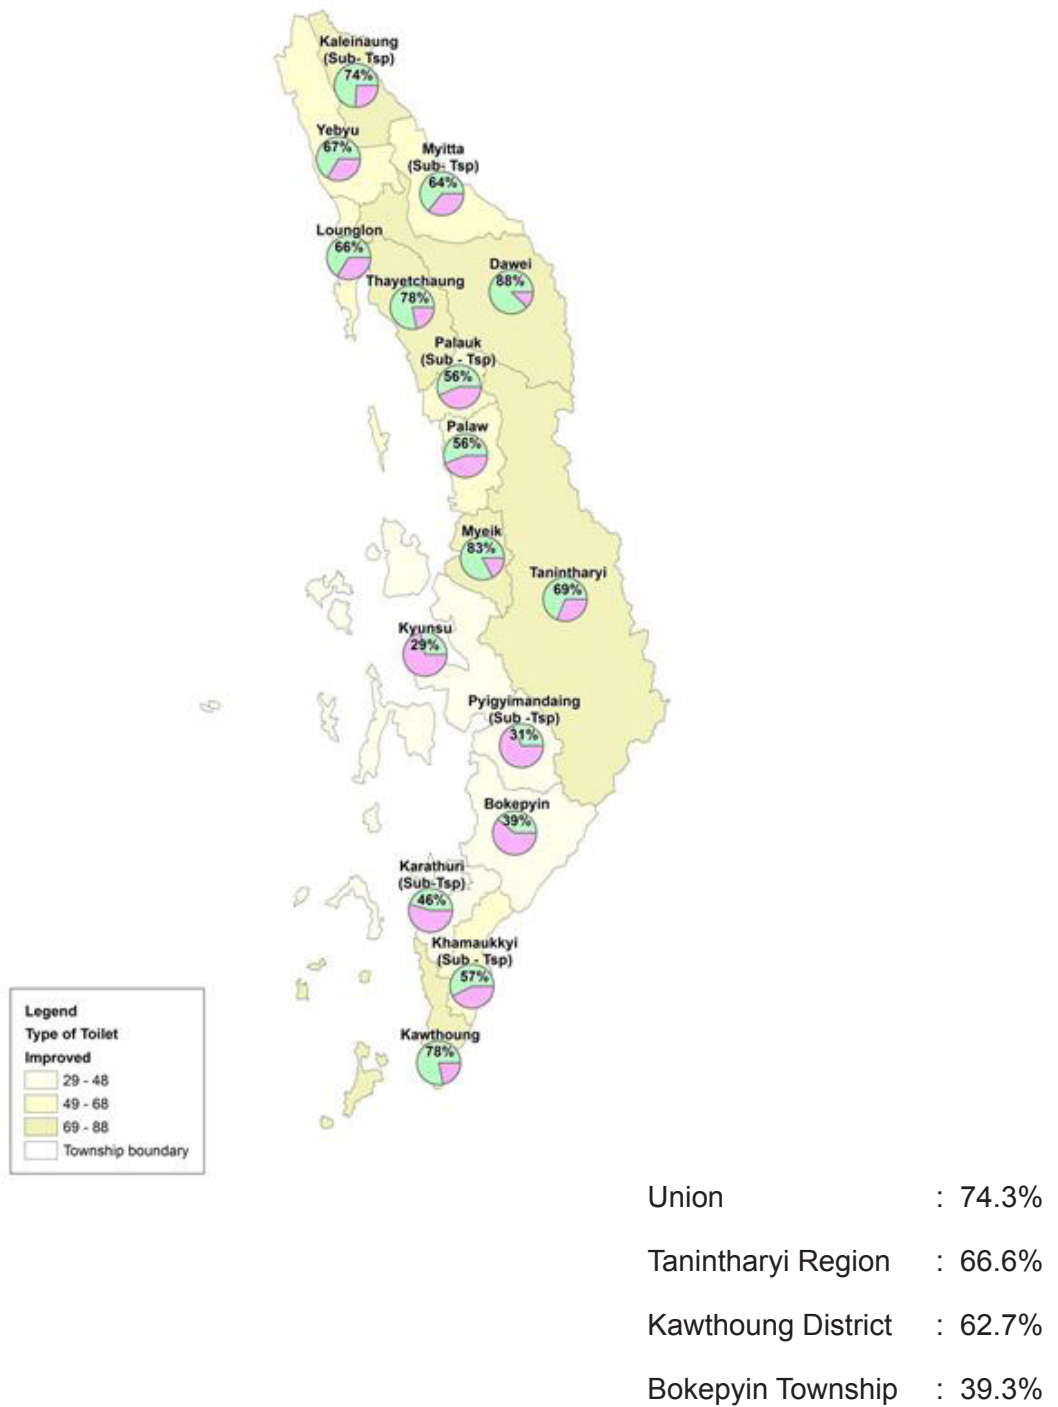 Kaleinaung
(Sub- Tsp)
74%
Yebyu
67%
Myitta
(Sub- Tsp)
64%
Lounglon
66%
Dawei
88%
Thayetchaung
78%
Palauk
(Sub - Tsp)
56%
Palaw
56%
Myeik
83%
Tanintharyi
69%
Kyunsu
29%
Pyigyimandaing
(Sub -Tsp)
31%
Bokepyin
39%
Karathuri
(Sub-Tsp)
46%
Khamaukkyi
(Sub - Tsp)
57%
Kawthoung
78%
Legend
Type of Toilet
Improved
29 - 48
49 - 68
69 - 88
Township boundary
Union : 74.3%
Tanintharyi Region : 66.6%
Kawthoung District : 62.7%
Bokepyin Township : 39.3%